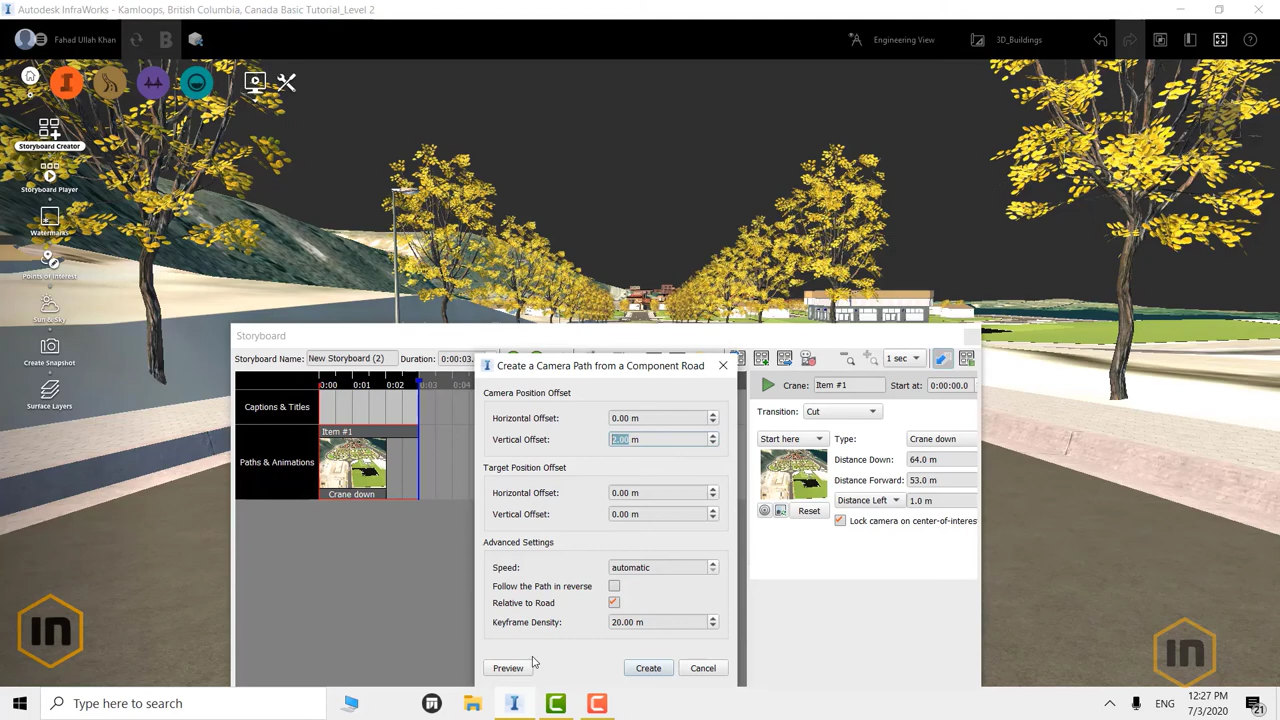 Autodesk InfraWorks - Kamloops, British Columbia, Canada Basic Tutorial_Level 2
Fahad Ullah Khan
B
Engineering View
3D_Buildings
Storyboard Creator
Storyboard Player
Watermarks
Points of Interest
Sun & Sky
Create Snapshot
Surface Layers
Storyboard
Storyboard Name: New Storyboard (2) Duration: 0:00:03.
1 sec
0:00 0:01 0:02 0:03 0:04
Captions & Titles
Item #1
Paths & Animations
Crane down
Create a Camera Path from a Component Road
Camera Position Offset
Horizontal Offset: 0.00 m
Vertical Offset: 2.00 m
Target Position Offset
Horizontal Offset: 0.00 m
Vertical Offset: 0.00 m
Advanced Settings
Speed: automatic
Follow the Path in reverse
Relative to Road
Keyframe Density: 20.00 m
Preview Create Cancel
Crane: Item #1 Start at: 0:00:00.0
Transition: Cut
Start here Type: Crane down
Distance Down: 64.0 m
Distance Forward: 53.0 m
Distance Left 1.0 m
Reset
Lock camera on center-of-interes
in
in
Type here to search
ENG
12:27 PM
7/3/2020
21